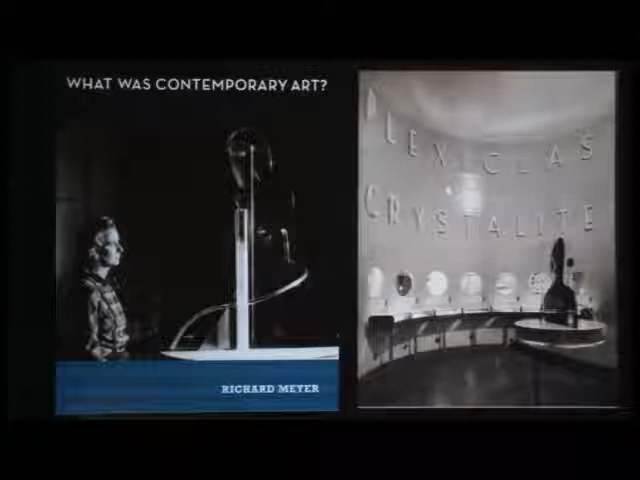 WHAT WAS CONTEMPORARY ART?
RICHARD MEYER
PLEXIGLAS
CRYSTALITE